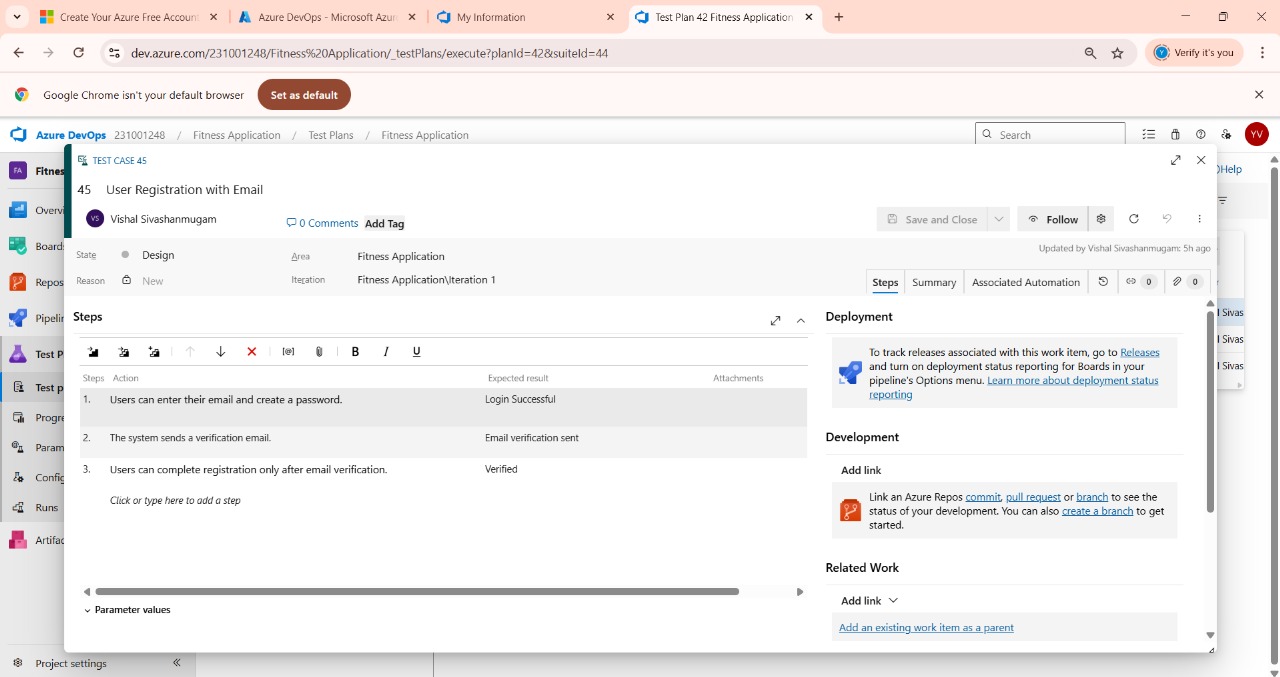 Create Your Azure Free Account
Azure DevOps - Microsoft Azur
My Information
Test Plan 42 Fitness Application
dev.azure.com/231001248/Fitness%20Application/_testPlans/execute?planId=42&suiteId=44
Verify it's you
Google Chrome isn't your default browser
Set as default
Azure DevOps 231001248 / Fitness Application / Test Plans / Fitness Application
Search
YV
FA Fitnes
Overvi
Boards
Repos
Pipelin
Test P
Test p
Progre
Param
Config
Runs
Artifac
Project settings
Help
Sivas
Sivas
Sivas
TEST CASE 45
45 User Registration with Email
VS Vishal Sivashanmugam
0 Comments Add Tag
Save and Close
Follow
State Design
Area Fitness Application
Updated by Vishal Sivashanmugam: 5h ago
Reason New
Iteration Fitness Application\Iteration 1
Steps Summary Associated Automation 0 0
Steps
B I U
Steps Action Expected result Attachments
1. Users can enter their email and create a password. Login Successful
2. The system sends a verification email. Email verification sent
3. Users can complete registration only after email verification. Verified
Click or type here to add a step
Parameter values
Deployment
To track releases associated with this work item, go to Releases
and turn on deployment status reporting for Boards in your
pipeline's Options menu. Learn more about deployment status
reporting
Development
Add link
Link an Azure Repos commit, pull request or branch to see the
status of your development. You can also create a branch to get
started.
Related Work
Add link
Add an existing work item as a parent